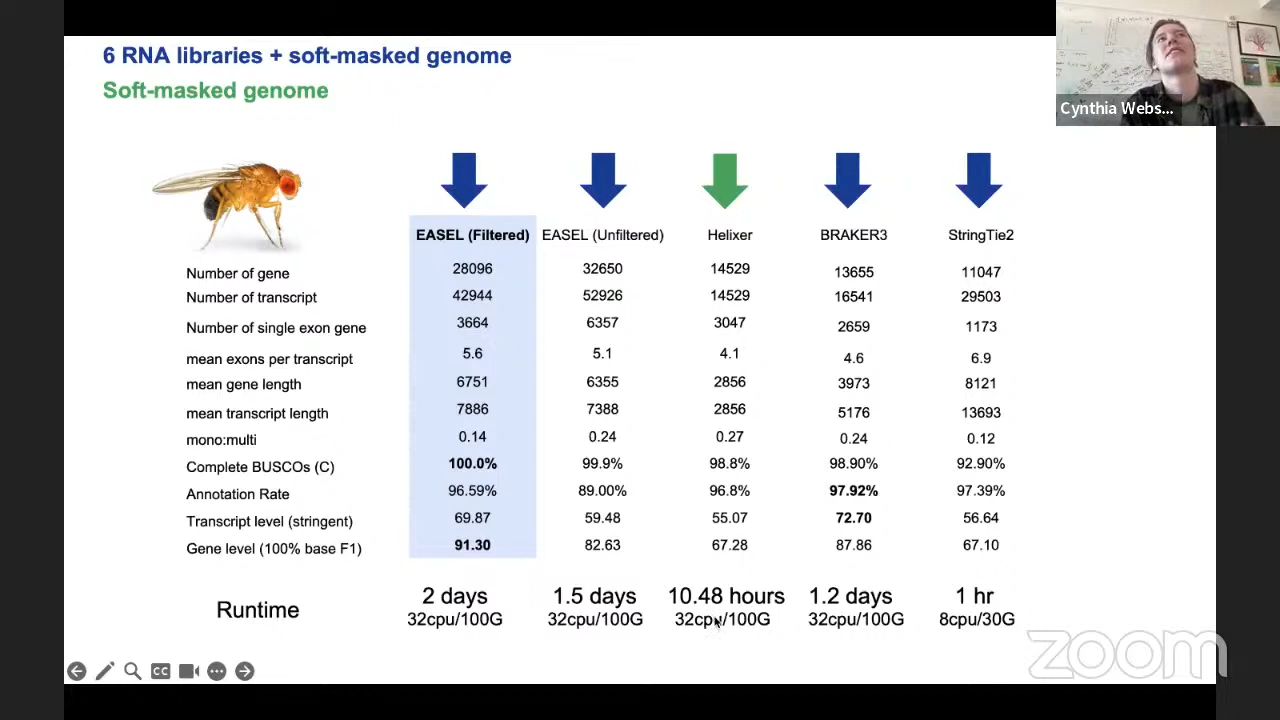 6 RNA libraries + soft-masked genome
Soft-masked genome
Cynthia Webs...
EASEL (Filtered) EASEL (Unfiltered) Helixer BRAKER3 StringTie2
Number of gene 28096 32650 14529 13655 11047
Number of transcript 42944 52926 14529 16541 29503
Number of single exon gene 3664 6357 3047 2659 1173
mean exons per transcript 5.6 5.1 4.1 4.6 6.9
mean gene length 6751 6355 2856 3973 8121
mean transcript length 7886 7388 2856 5176 13693
mono:multi 0.14 0.24 0.27 0.24 0.12
Complete BUSCOs (C) 100.0% 99.9% 98.8% 98.90% 92.90%
Annotation Rate 96.59% 89.00% 96.8% 97.92% 97.39%
Transcript level (stringent) 69.87 59.48 55.07 72.70 56.64
Gene level (100% base F1) 91.30 82.63 67.28 87.86 67.10
Runtime 2 days 1.5 days 10.48 hours 1.2 days 1 hr
32cpu/100G 32cpu/100G 32cpu/100G 32cpu/100G 8cpu/30G
CC
zoom